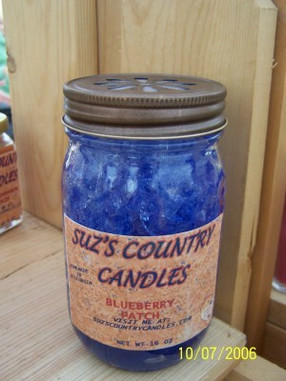 SUZ'S COUNTRY
CANDLES
BLUEBERRY
PATCH
VISIT ME AT:
SUZSCOUNTRYCANDLES.COM
NET WT. 16 OZ
10/07/2006